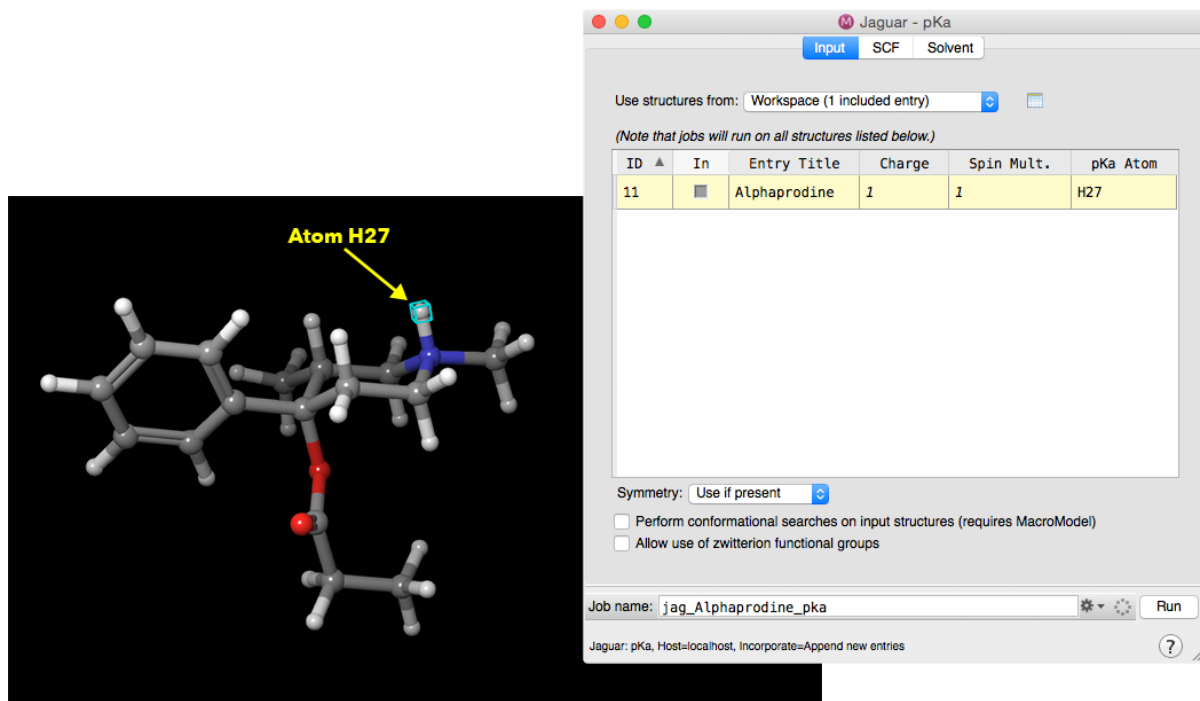 Jaguar - pKa
Input SCF Solvent
Use structures from: Workspace (1 included entry)
(Note that jobs will run on all structures listed below.)
ID In Entry Title Charge Spin Mult. pKa Atom
11 Alphaprodine 1 1 H27
Atom H27
Symmetry: Use if present
Perform conformational searches on input structures (requires MacroModel)
Allow use of zwitterion functional groups
Job name: jag_Alphaprodine_pka Run
Jaguar: pKa, Host=localhost, Incorporate=Append new entries ?